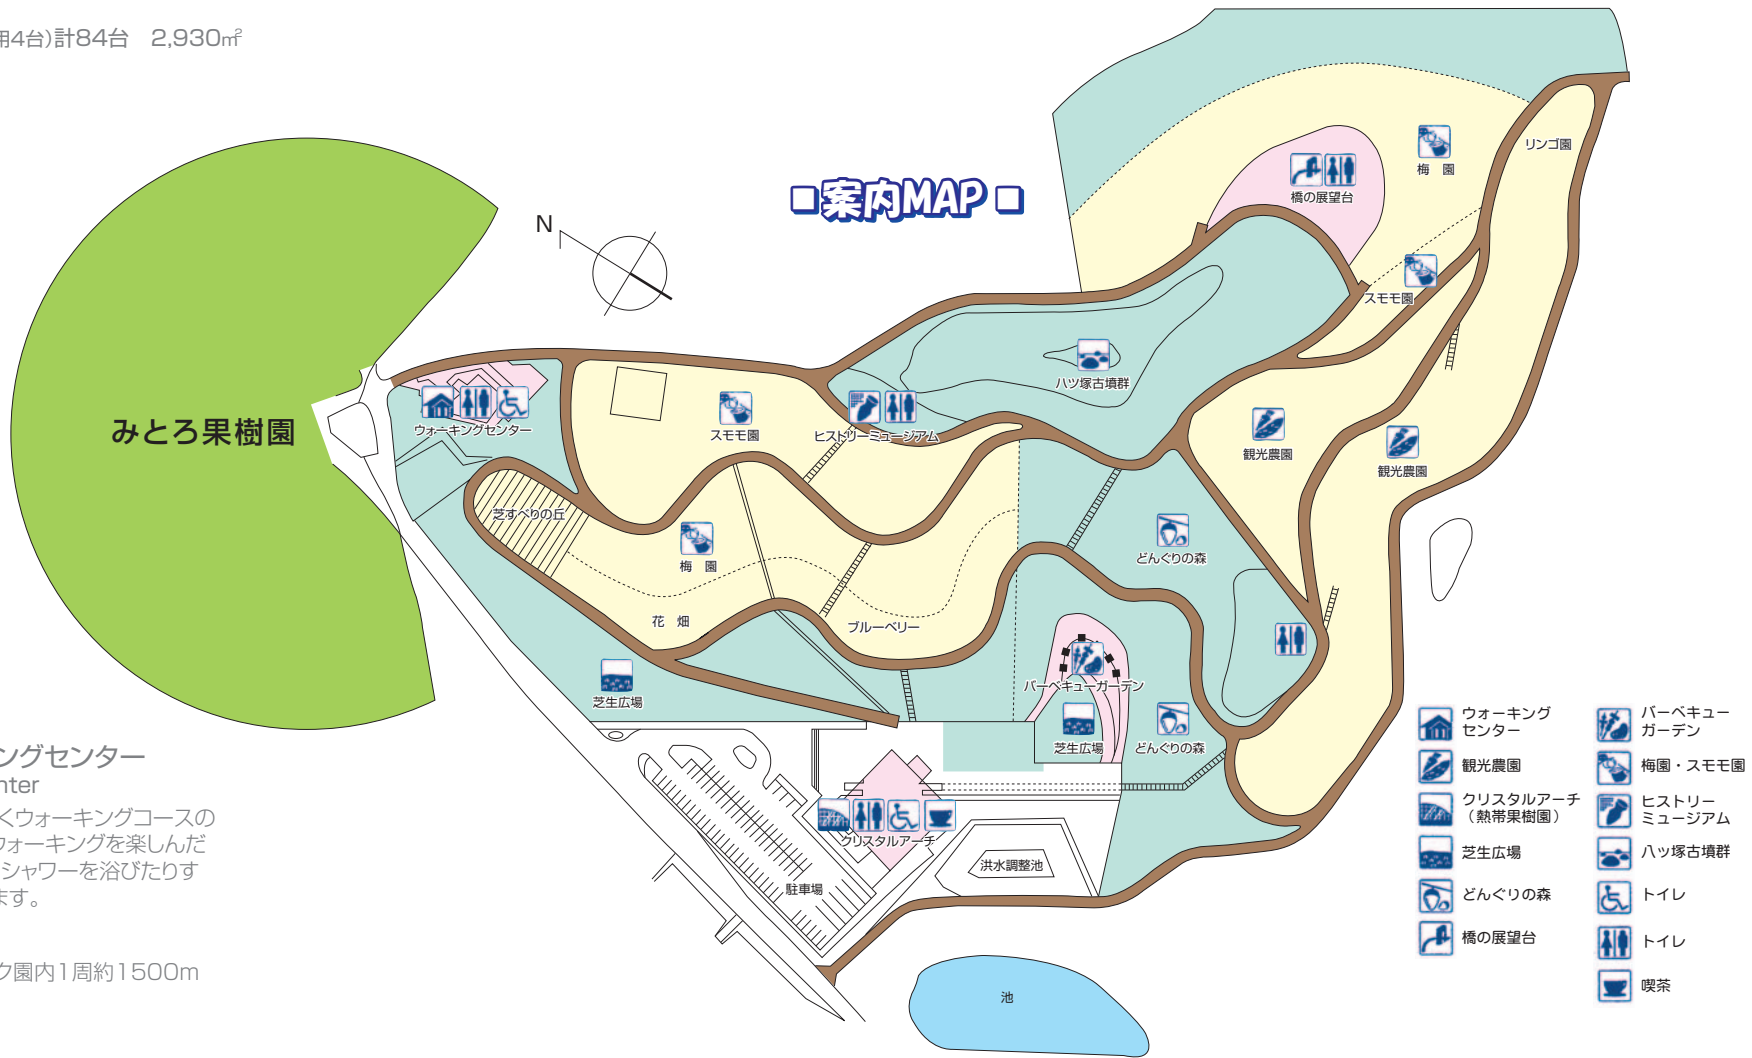 用4台)計84台　2,930㎡
■案内MAP■
N
みとろ果樹園
リンゴ園
梅　園
橋の展望台
スモモ園
八ツ塚古墳群
ウォーキングセンター
スモモ園
ヒストリーミュージアム
観光農園
観光農園
芝すべりの丘
梅　園
どんぐりの森
花　畑
ブルーベリー
芝生広場
バーベキューガーデン
芝生広場
どんぐりの森
クリスタルアーチ
洪水調整池
駐車場
池
ングセンター
nter
くウォーキングコースの
ウォーキングを楽しんだ
シャワーを浴びたりす
ます。
ク園内1周約1500m
ウォーキング
センター
観光農園
クリスタルアーチ
（熱帯果樹園）
芝生広場
どんぐりの森
橋の展望台
バーベキュー
ガーデン
梅園・スモモ園
ヒストリー
ミュージアム
八ッ塚古墳群
トイレ
トイレ
喫茶